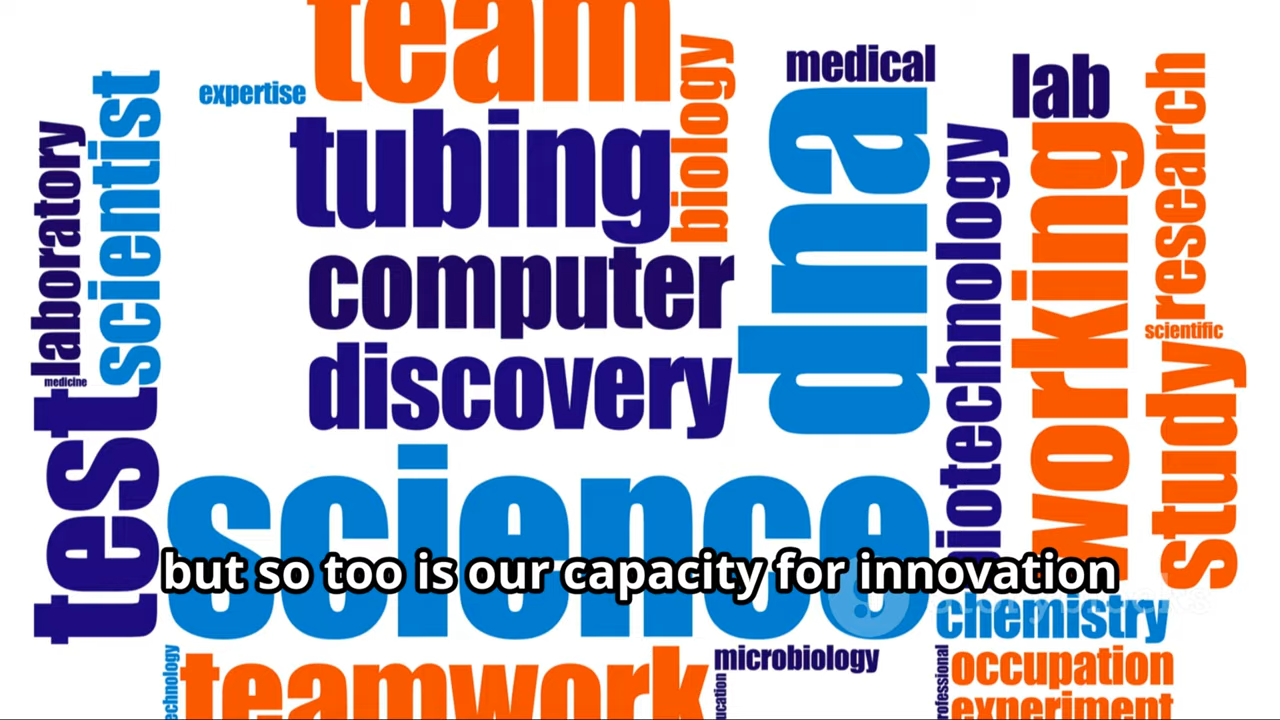 team
expertise
medical
lab
tubing
biology
dna
research
laboratory
scientist
computer
biotechnology
working
scientific
discovery
medicine
test
study
science
but so too is our capacity for innovation
chemistry
teamwork
microbiology
occupation
experiment